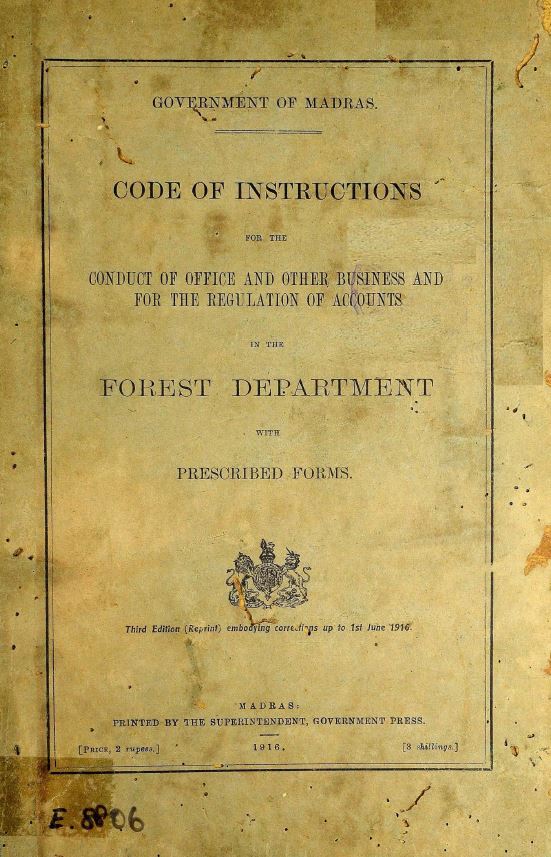 GOVERNMENT OF MADRAS.
CODE OF INSTRUCTIONS
FOR THE
CONDUCT OF OFFICE AND OTHER BUSINESS AND
FOR THE REGULATION OF ACCOUNTS
IN THE
FOREST DEPARTMENT
WITH
PRESCRIBED FORMS.
Third Edition (Reprint) embodying corrections up to 1st June 1916.
MADRAS:
PRINTED BY THE SUPERINTENDENT, GOVERNMENT PRESS.
[PRICE, 2 rupees.] 1916. [3 shillings.]
E. 8806